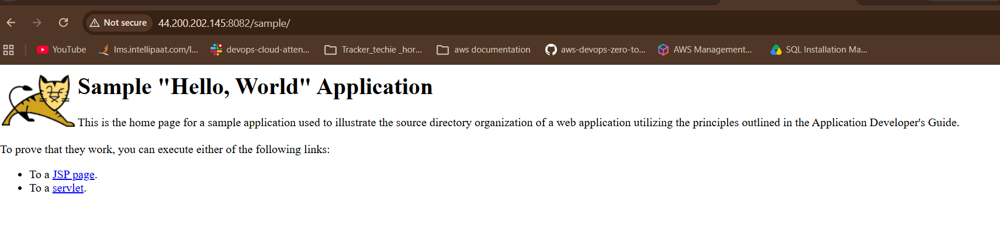 Not secure 44.200.202.145:8082/sample/
YouTube lms.intellipaat.com/l... devops-cloud-atten... Tracker_techie _hor... aws documentation aws-devops-zero-to... AWS Management... SQL Installation Ma...
Sample "Hello, World" Application
This is the home page for a sample application used to illustrate the source directory organization of a web application utilizing the principles outlined in the Application Developer's Guide.
To prove that they work, you can execute either of the following links:
• To a JSP page.
• To a servlet.